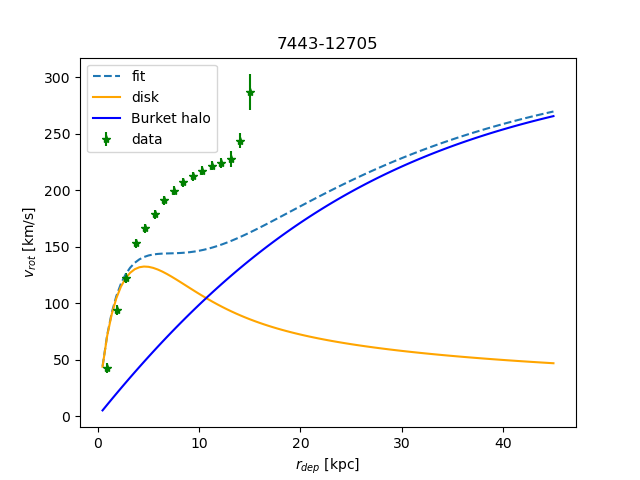 7443-12705
fit
disk
Burket halo
data
300
250
200
150
100
50
0
v_rot [km/s]
0 10 20 30 40
r_dep [kpc]